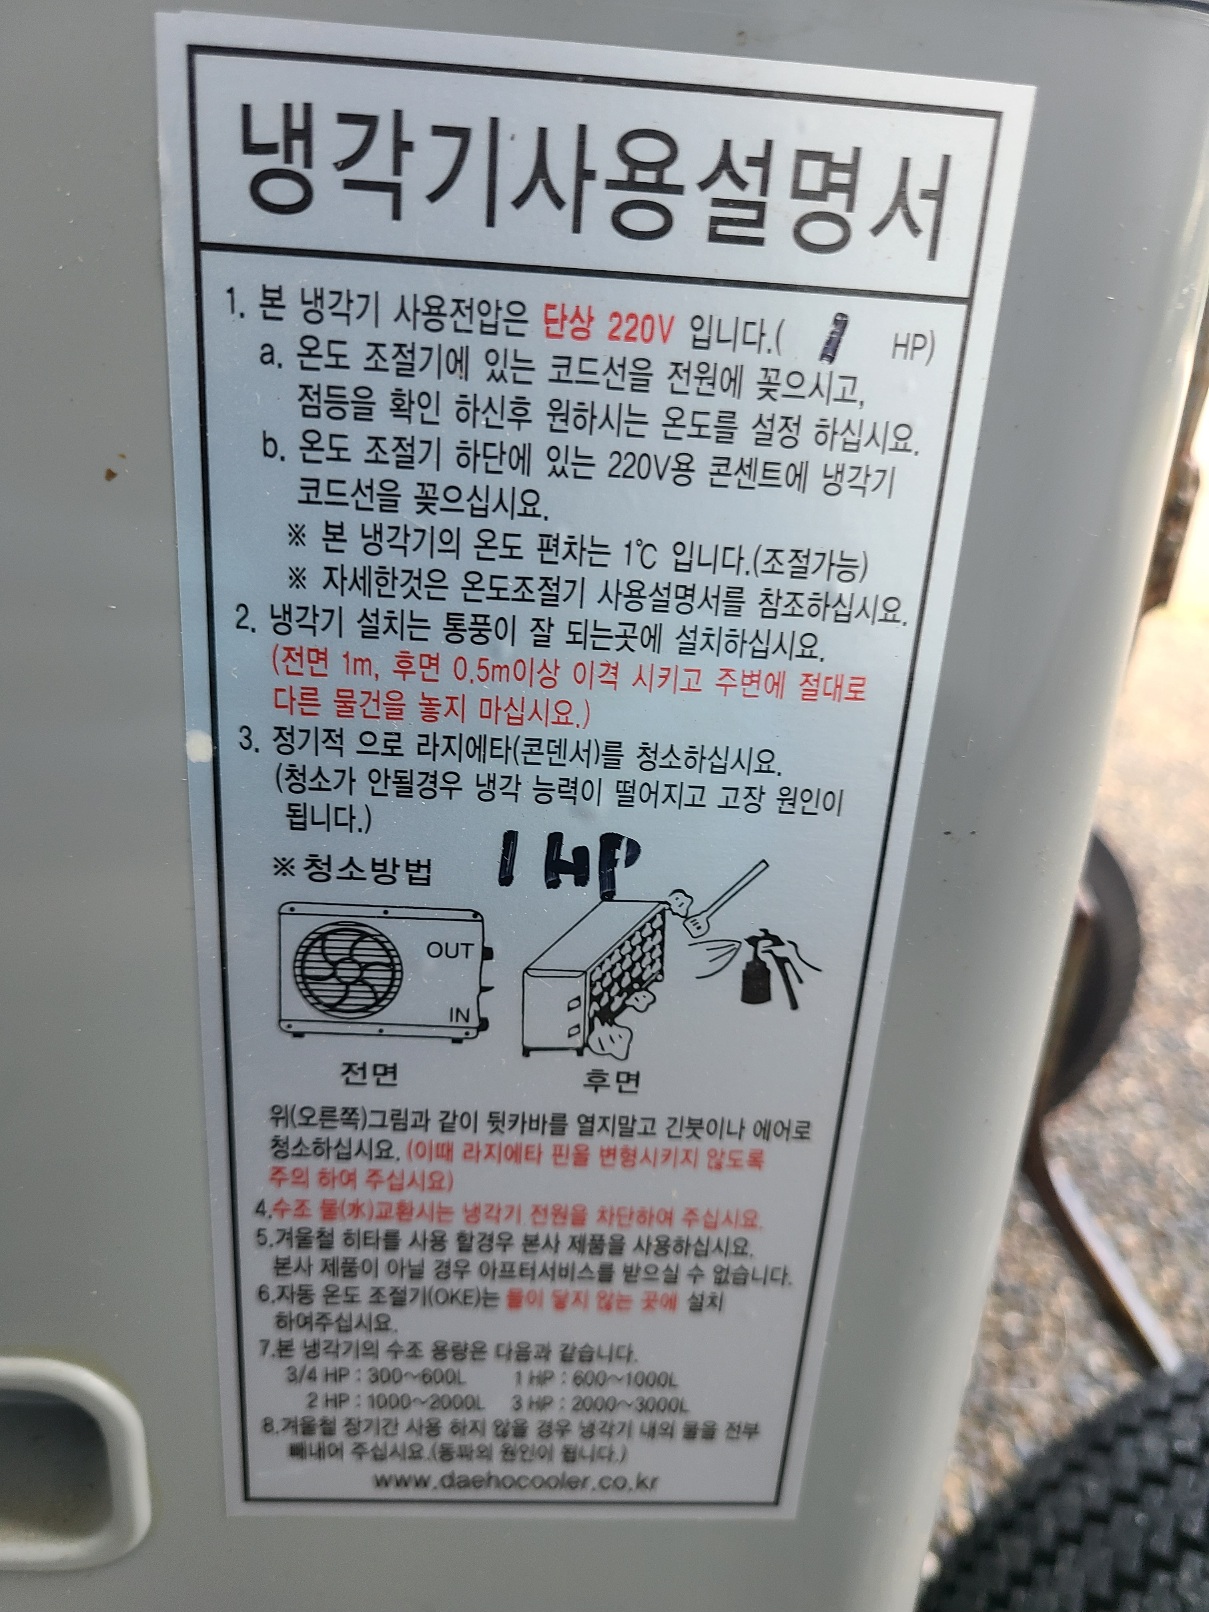 냉각기사용설명서
1. 본 냉각기 사용전압은 단상 220V 입니다.( 1 HP)
a. 온도 조절기에 있는 코드선을 전원에 꽂으시고,
점등을 확인 하신후 원하시는 온도를 설정 하십시요.
b. 온도 조절기 하단에 있는 220V용 콘센트에 냉각기
코드선을 꽂으십시요.
※ 본 냉각기의 온도 편차는 1℃ 입니다.(조절가능)
※ 자세한것은 온도조절기 사용설명서를 참조하십시요.
2. 냉각기 설치는 통풍이 잘 되는곳에 설치하십시요.
(전면 1m, 후면 0.5m이상 이격 시키고 주변에 절대로
다른 물건을 놓지 마십시요.)
3. 정기적 으로 라지에타(콘덴서)를 청소하십시요.
(청소가 안될경우 냉각 능력이 떨어지고 고장 원인이
됩니다.)
※청소방법 1 HP
OUT
IN
전면 후면
위(오른쪽)그림과 같이 뒷카바를 열지말고 긴붓이나 에어로
청소하십시요. (이때 라지에타 핀을 변형시키지 않도록
주의 하여 주십시요)
4.수조 물(水)교환시는 냉각기 전원을 차단하여 주십시요.
5.겨울철 히타를 사용 할경우 본사 제품을 사용하십시요.
본사 제품이 아닐 경우 아프터서비스를 받으실 수 없습니다.
6.자동 온도 조절기(OKE)는 물이 닿지 않는 곳에 설치
하여주십시요.
7.본 냉각기의 수조 용량은 다음과 같습니다.
3/4 HP : 300~600L 1 HP : 600~1000L
2 HP : 1000~2000L 3 HP : 2000~3000L
8.겨울철 장기간 사용 하지 않을 경우 냉각기 내의 물을 전부
빼내어 주십시요.(동파의 원인이 됩니다.)
www.daehocooler.co.kr